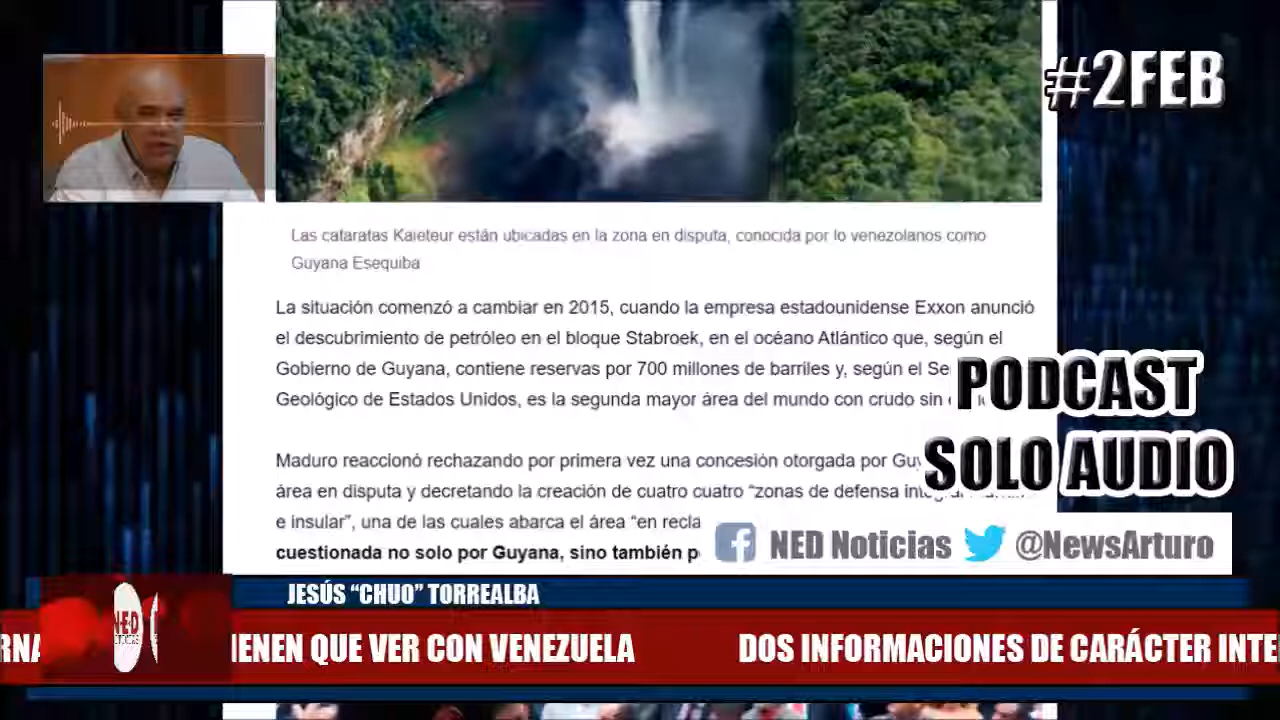 #2FEB
Las cataratas Kaieteur están ubicadas en la zona en disputa, conocida por lo venezolanos como
Guyana Esequiba
La situación comenzó a cambiar en 2015, cuando la empresa estadounidense Exxon anunció
el descubrimiento de petróleo en el bloque Stabroek, en el océano Atlántico que, según el
Gobierno de Guyana, contiene reservas por 700 millones de barriles y, según el Se
Geológico de Estados Unidos, es la segunda mayor área del mundo con crudo sin
PODCAST
SOLO AUDIO
Maduro reaccionó rechazando por primera vez una concesión otorgada por Guy
área en disputa y decretando la creación de cuatro cuatro “zonas de defensa
e insular”, una de las cuales abarca el área “en recla
cuestionada no solo por Guyana, sino también p
NED Noticias @NewsArturo
JESÚS “CHUO” TORREALBA
NED
RNA IENEN QUE VER CON VENEZUELA DOS INFORMACIONES DE CARÁCTER INTE